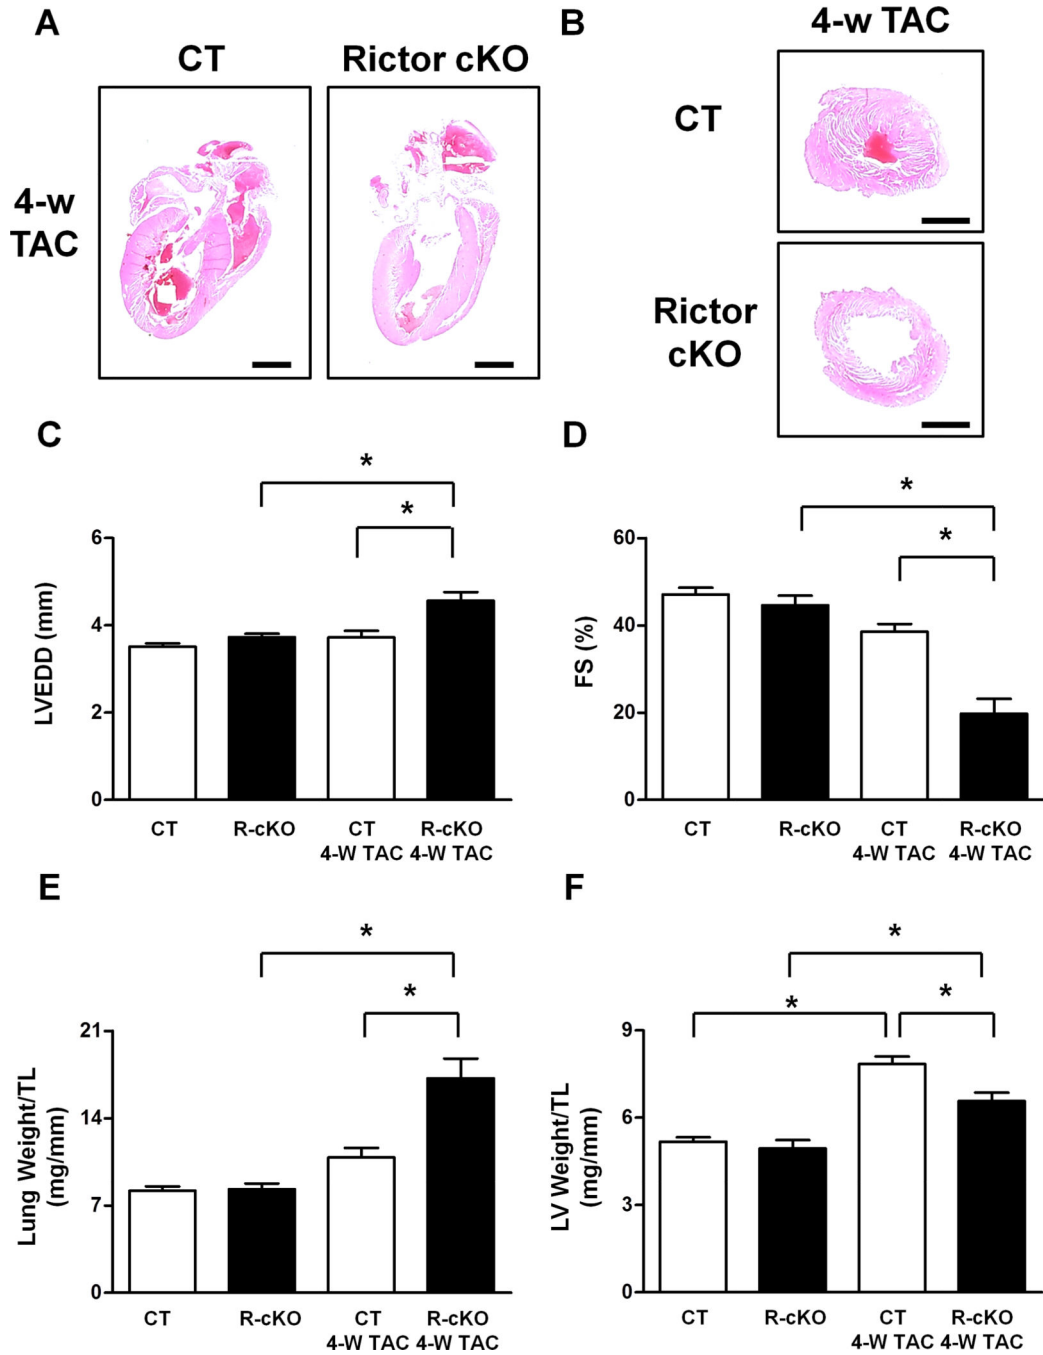 A
B
4-w TAC
CT
Rictor cKO
CT
4-w
TAC
Rictor
cKO
C
D
*
*
*
*
6
4
2
0
LVEDD (mm)
CT
R-cKO
CT
4-W TAC
R-cKO
4-W TAC
60
40
20
0
FS (%)
CT
R-cKO
CT
4-W TAC
R-cKO
4-W TAC
E
F
*
*
*
*
*
21
14
7
0
Lung Weight/TL
(mg/mm)
CT
R-cKO
CT
4-W TAC
R-cKO
4-W TAC
9
6
3
0
LV Weight/TL
(mg/mm)
CT
R-cKO
CT
4-W TAC
R-cKO
4-W TAC